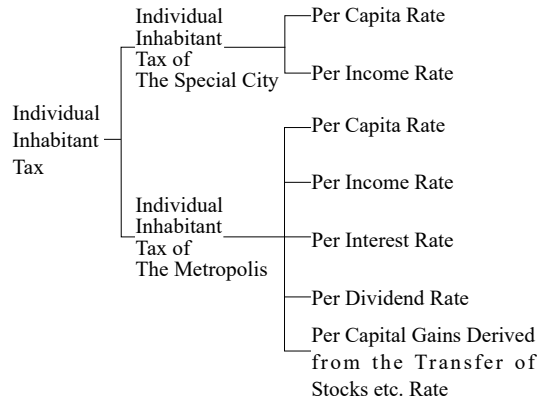 Individual
Inhabitant
Tax
Individual
Inhabitant
Tax of
The Special City
Per Capita Rate
Per Income Rate
Individual
Inhabitant
Tax of
The Metropolis
Per Capita Rate
Per Income Rate
Per Interest Rate
Per Dividend Rate
Per Capital Gains Derived
from the Transfer of
Stocks etc. Rate